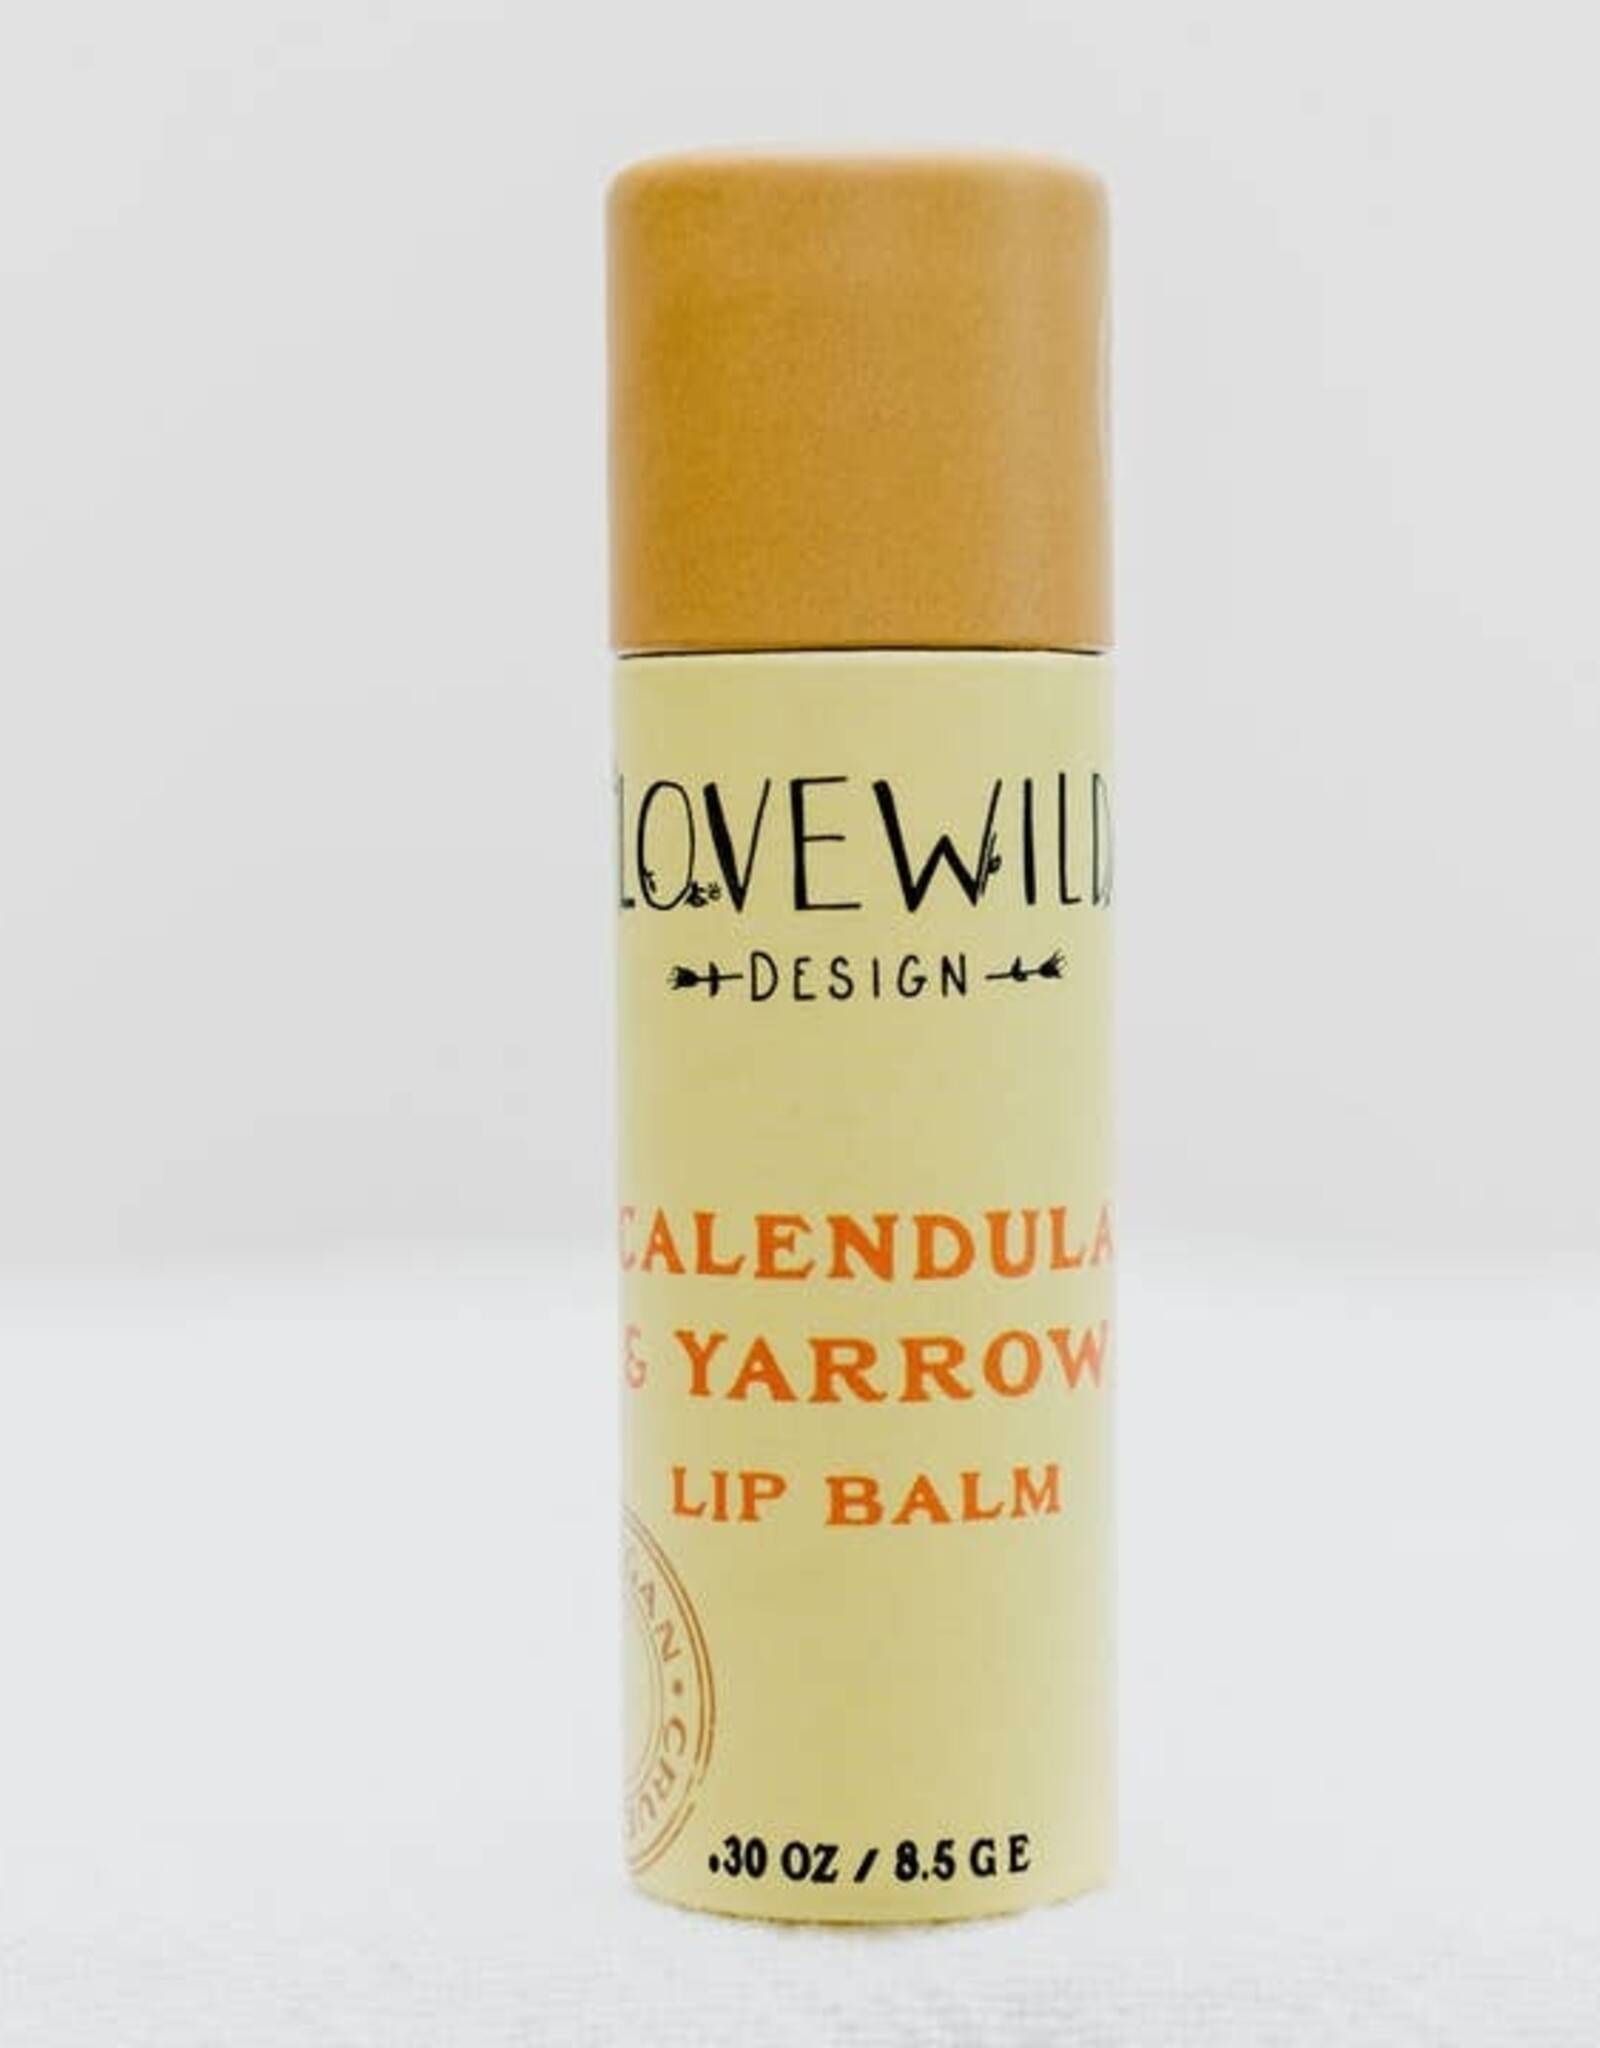 LOVEWILD
DESIGN
CALENDULA
& YARROW
LIP BALM
.30 OZ / 8.5 G E